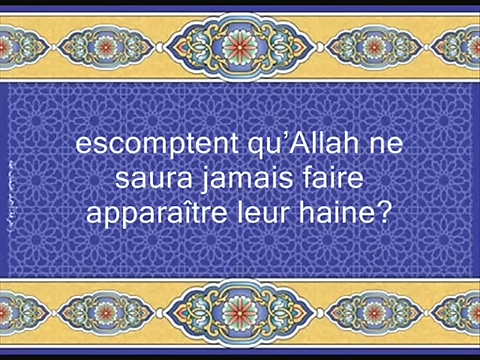 escomptent qu’Allah ne
saura jamais faire
apparaître leur haine?